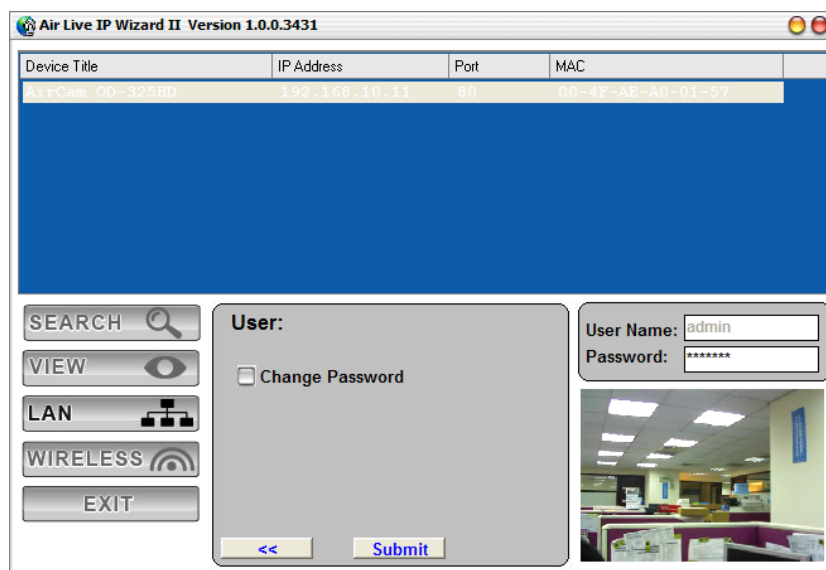 Air Live IP Wizard II Version 1.0.0.3431
Device Title IP Address Port MAC
AirCam OD-325HD 192.168.10.11 80 00-4F-AE-A0-01-57
SEARCH
VIEW
LAN
WIRELESS
EXIT
User:
Change Password
<< Submit
User Name: admin
Password: *******